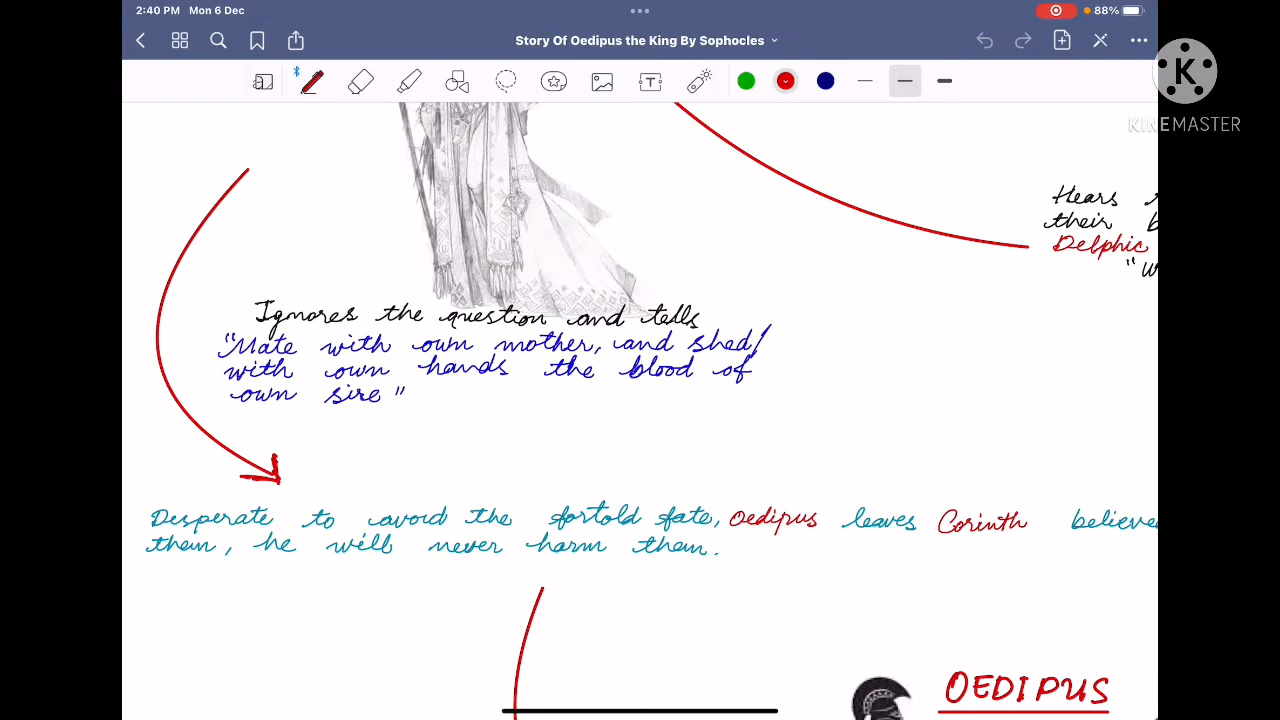 2:40 PM Mon 6 Dec
88%
Story Of Oedipus the King By Sophocles
T
K
KINEMASTER
Hears
their
Delphic
"W
Ignores the question and tells
"Mate with own mother, and shed/
with own hands the blood of
own sire"
Desperate to avoid the fortold fate, Oedipus leaves Corinth believe
them, he will never harm them.
OEDIPUS